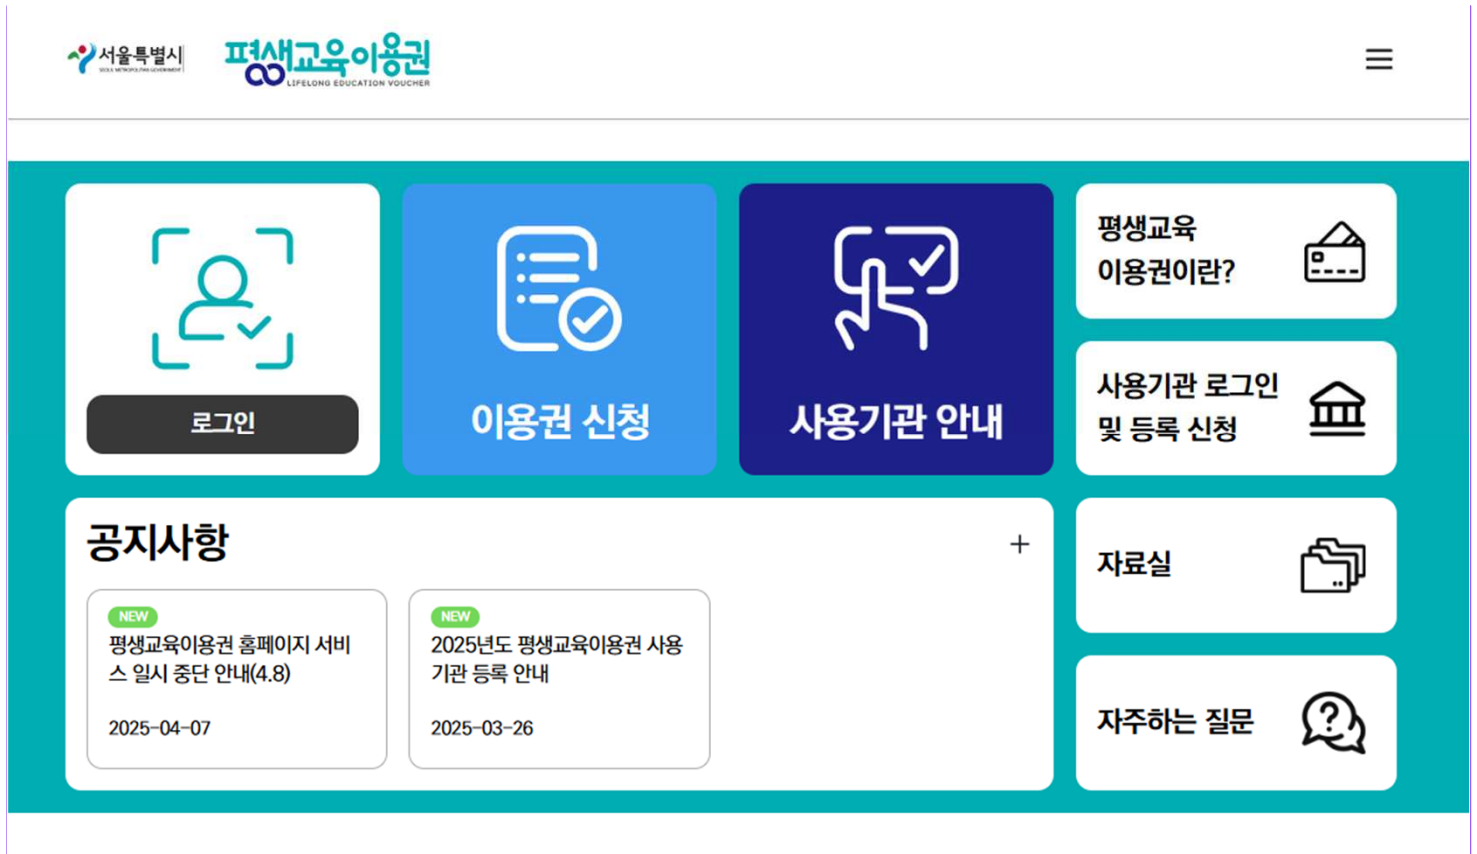 서울특별시
SEOUL METROPOLITAN GOVERNMENT
평생교육이용권
LIFELONG EDUCATION VOUCHER
로그인
이용권 신청
사용기관 안내
평생교육
이용권이란?
사용기관 로그인
및 등록 신청
자료실
자주하는 질문
공지사항
NEW
평생교육이용권 홈페이지 서비
스 일시 중단 안내(4.8)
2025-04-07
NEW
2025년도 평생교육이용권 사용
기관 등록 안내
2025-03-26